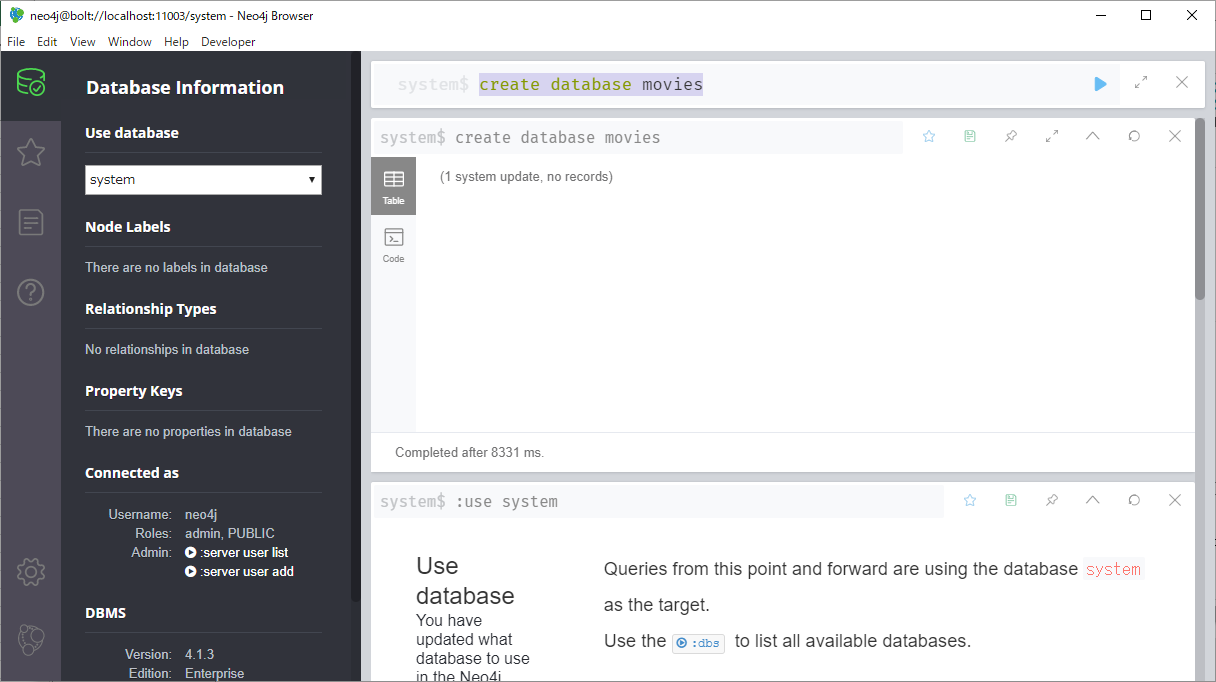 neo4j@bolt://localhost:11003/system - Neo4j Browser
File Edit View Window Help Developer
Database Information
Use database
system
Node Labels
There are no labels in database
Relationship Types
No relationships in database
Property Keys
There are no properties in database
Connected as
Username: neo4j
Roles: admin, PUBLIC
Admin: :server user list
:server user add
DBMS
Version: 4.1.3
Edition: Enterprise
system$ create database movies
system$ create database movies
Table
(1 system update, no records)
Code
Completed after 8331 ms.
system$ :use system
Use
database
You have
updated what
database to use
in the Neo4j
Queries from this point and forward are using the database system
as the target.
Use the :dbs to list all available databases.